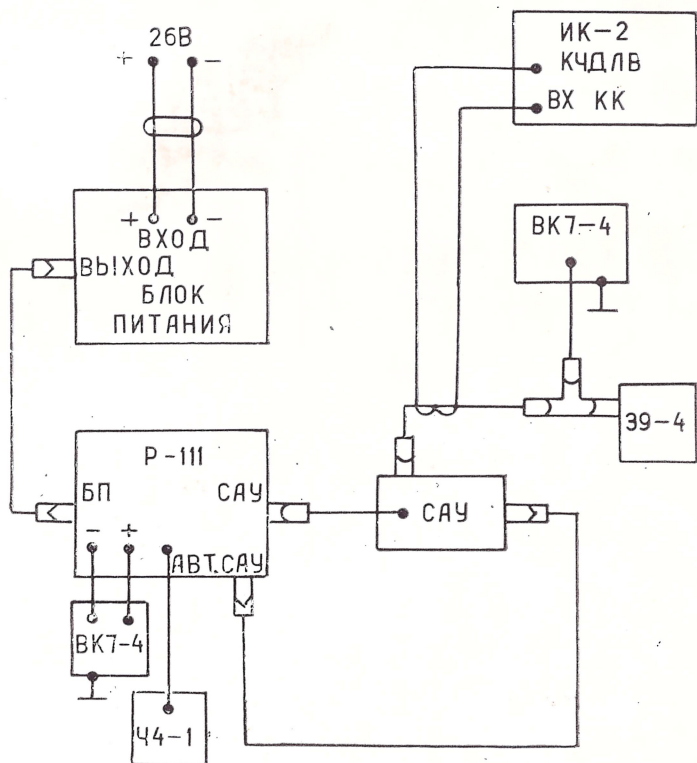 26В
+ -
+ -
ВХОД
ВЫХОД
БЛОК
ПИТАНИЯ
ИК-2
КЧДЛВ
ВХ КК
ВК7-4
Э9-4
Р-111
БП
САУ
- +
АВТ.САУ
САУ
ВК7-4
Ч4-1